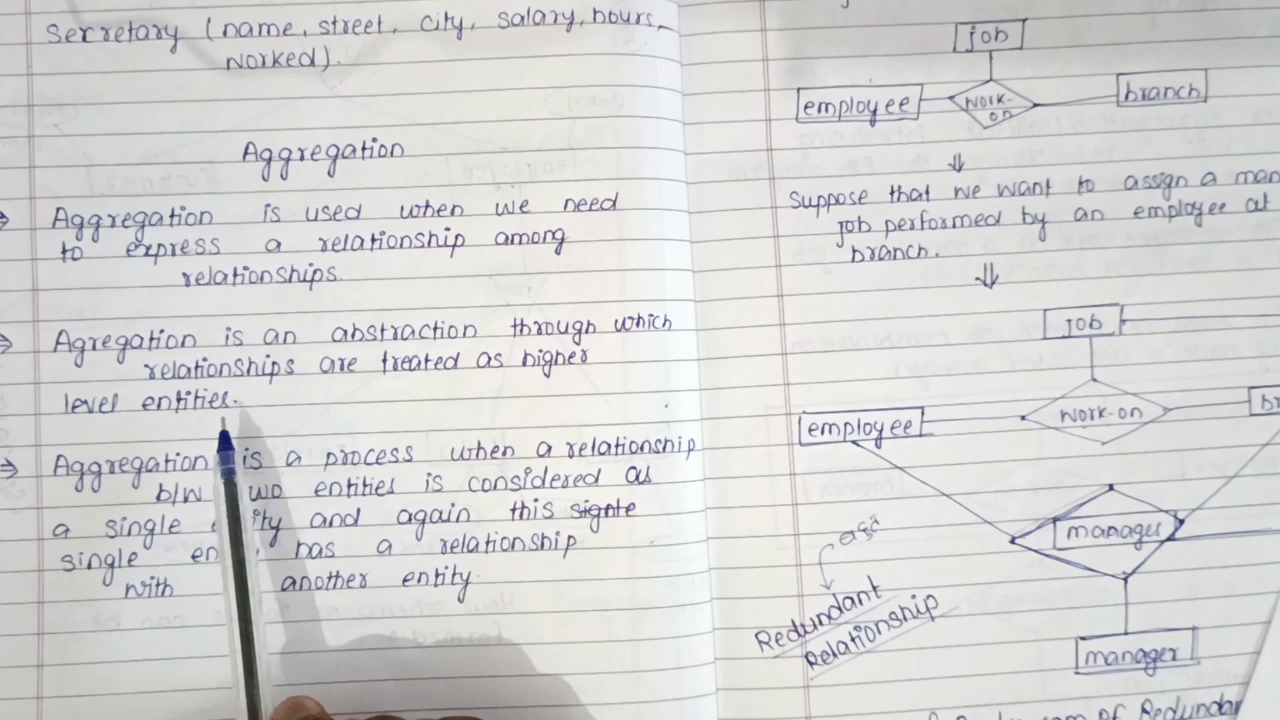 Secretary (name, street, city, salary, hours,
worked).
Aggregation
Aggregation is used when we need
to express a relationship among
relationships.
Agregation is an abstraction through which
relationships are treated as higher
level entities.
Aggregation is a process when a relationship
b/w entities is considered as
a single and again this
single has a relationship
with another entity.
job
employee
work-
on
branch
Suppose that we want to assign a
job performed by an employee at
branch.
job
employee
work-on
manages
manager
Redundant
Relationship
of